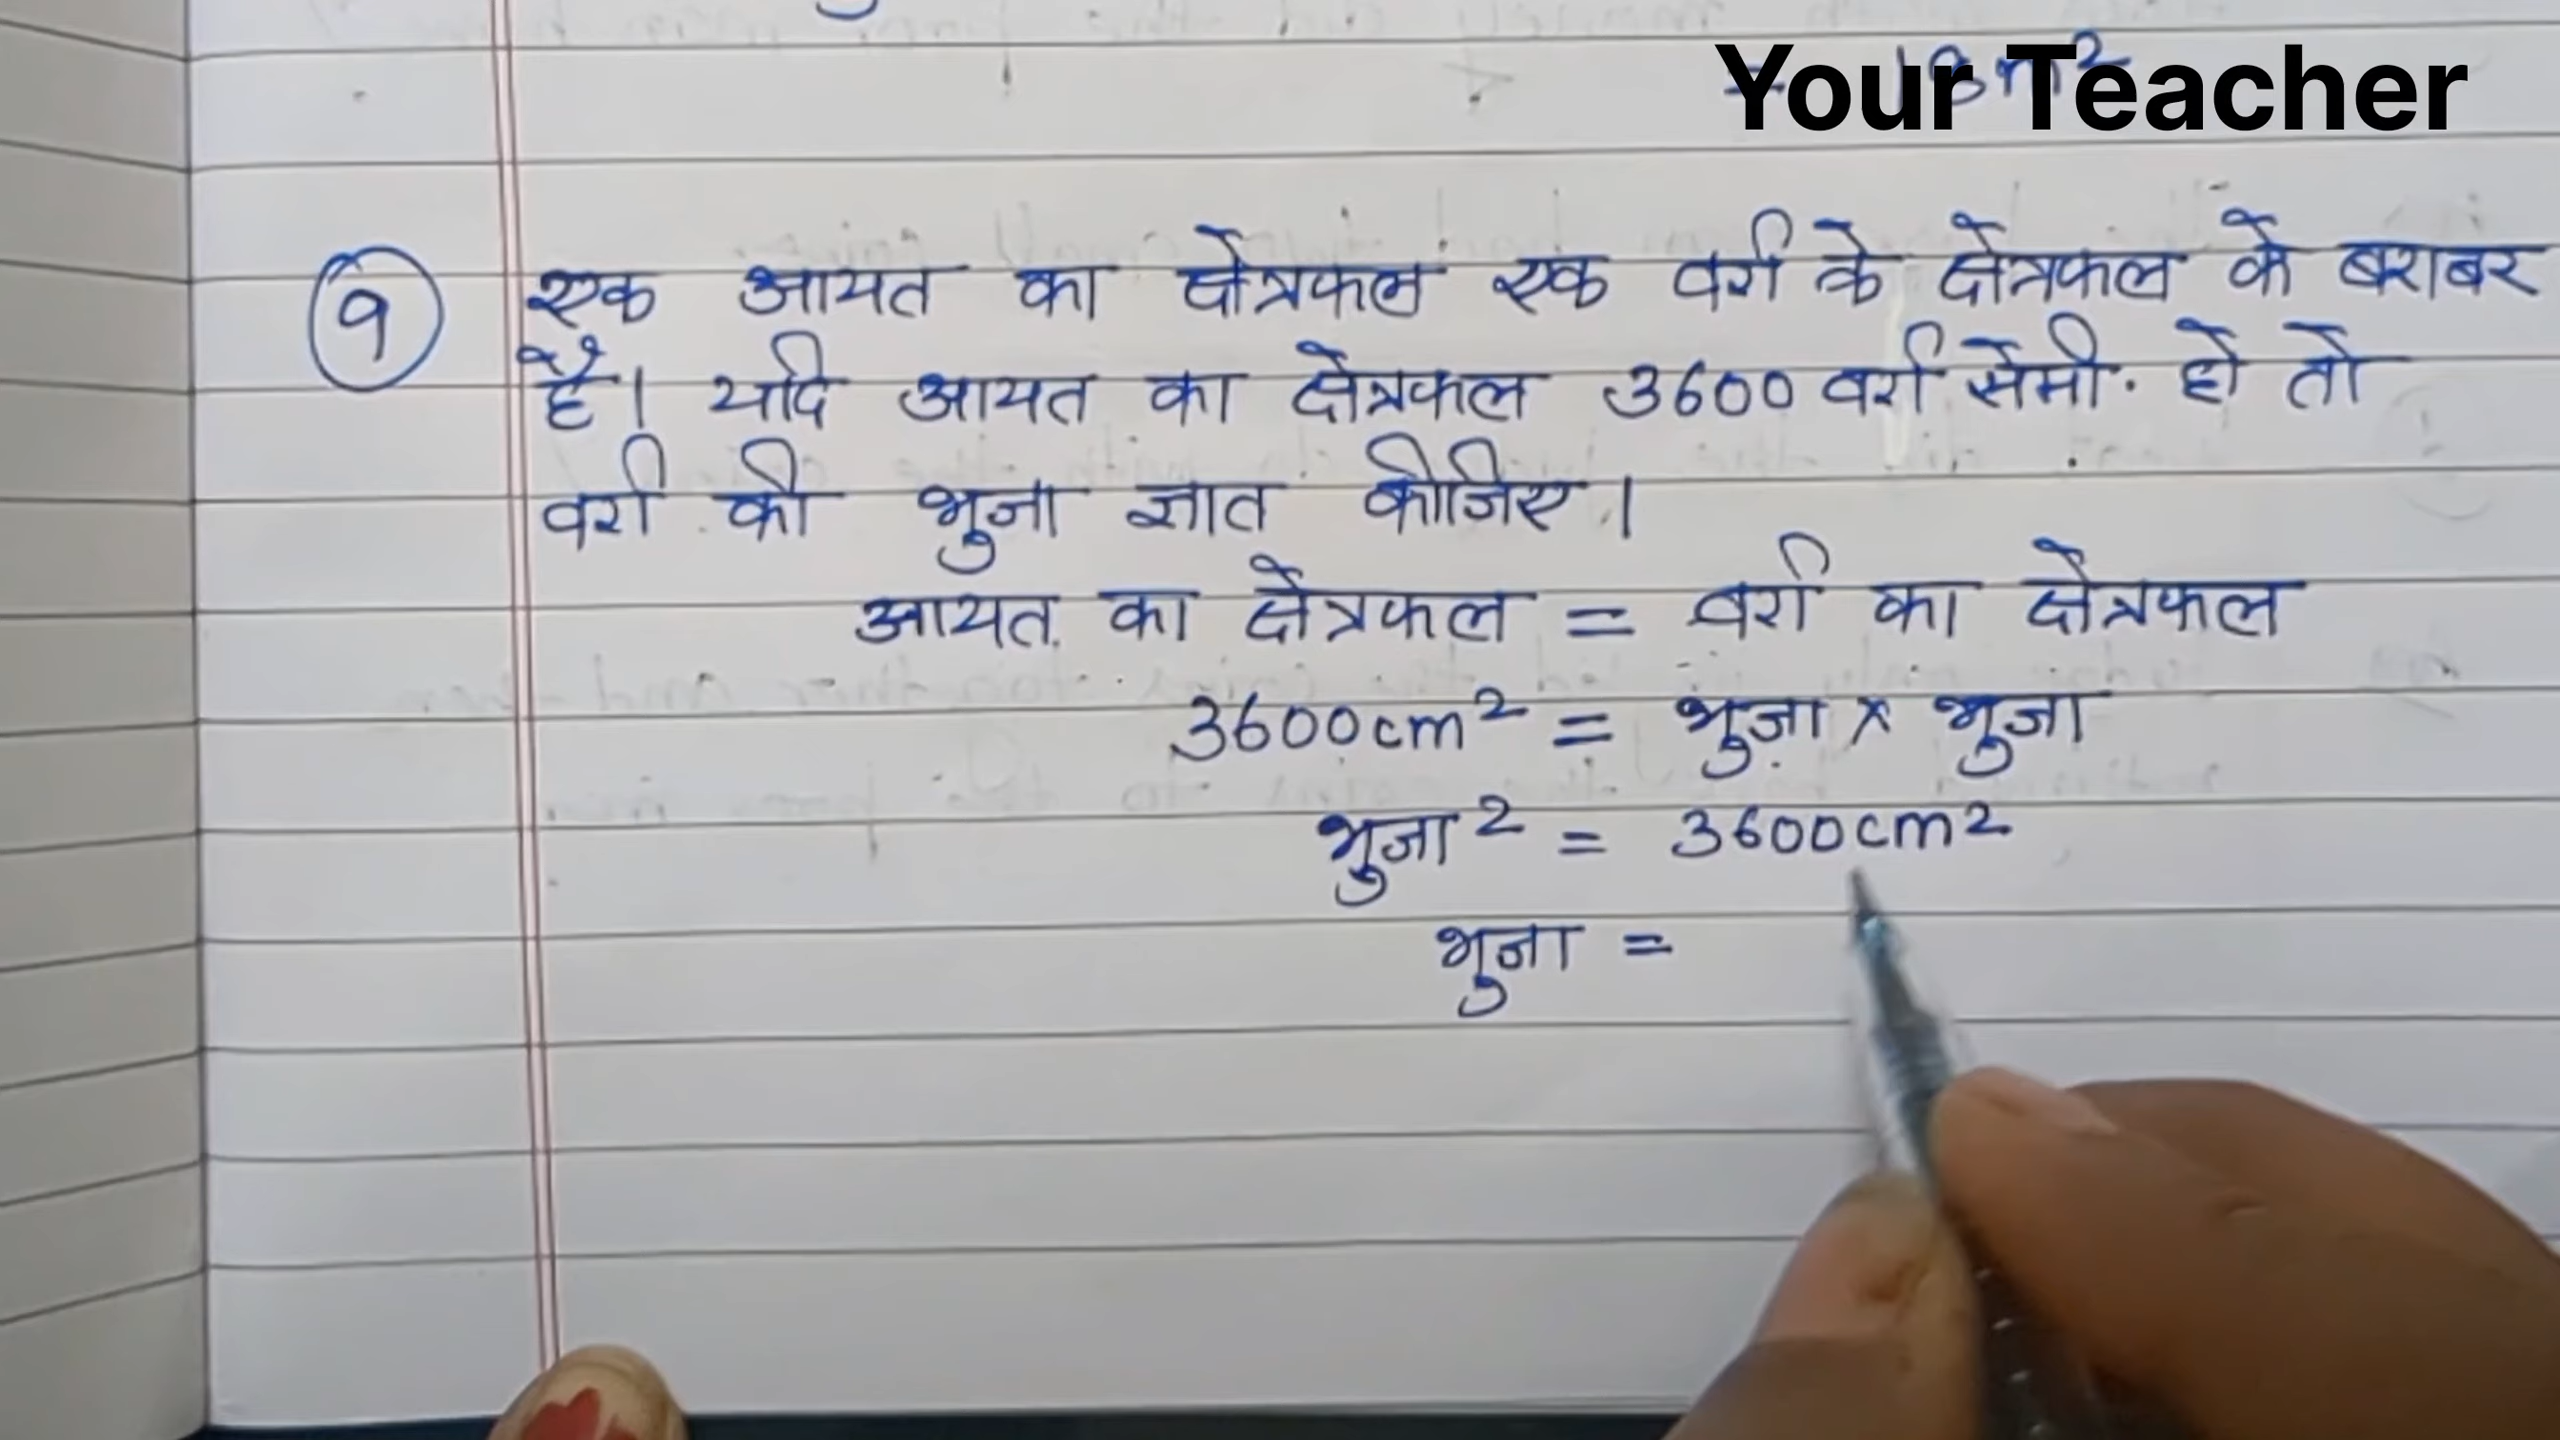 Your Teacher
9 एक आयत का क्षेत्रफल एक वर्ग के क्षेत्रफल के बराबर
है। यदि आयत का क्षेत्रफल 3600 वर्ग सेमी. हो तो
वर्ग की भुजा ज्ञात कीजिए।
आयत का क्षेत्रफल = वर्ग का क्षेत्रफल
3600cm² = भुजा × भुजा
भुजा² = 3600cm²
भुजा =